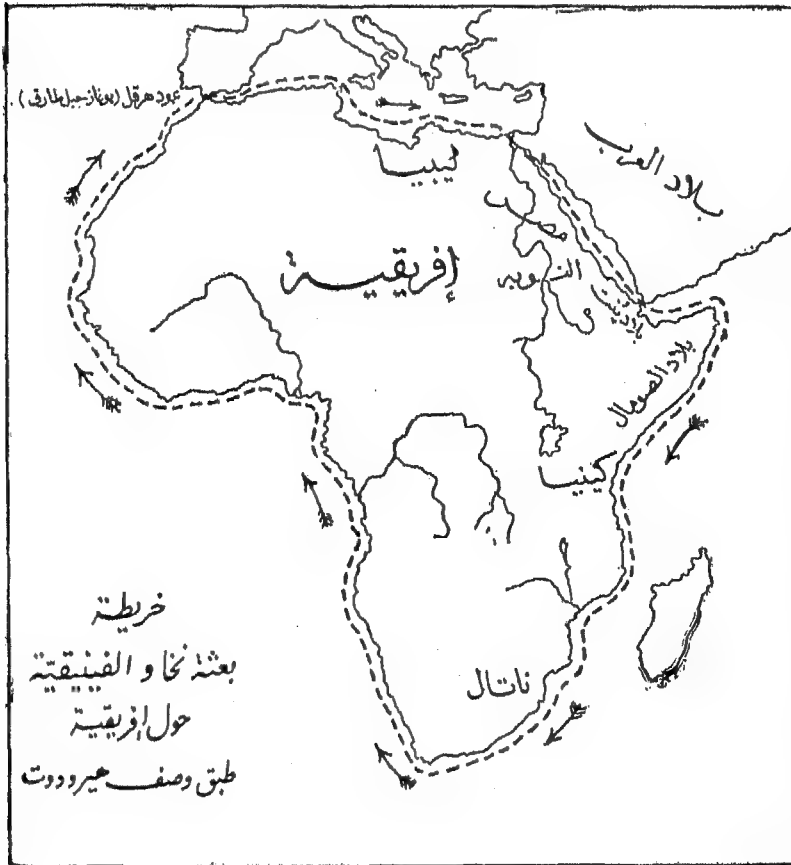 عمود هرقل (بوغاز جبل طارق).
ليبيا
بلاد العرب
مصر
إفريقية
النوبة
بلاد الصومال
كينيا
ناتال
خريطة
بعثة نخاو الفينيقية
حول إفريقية
طبق وصف هيرودوت